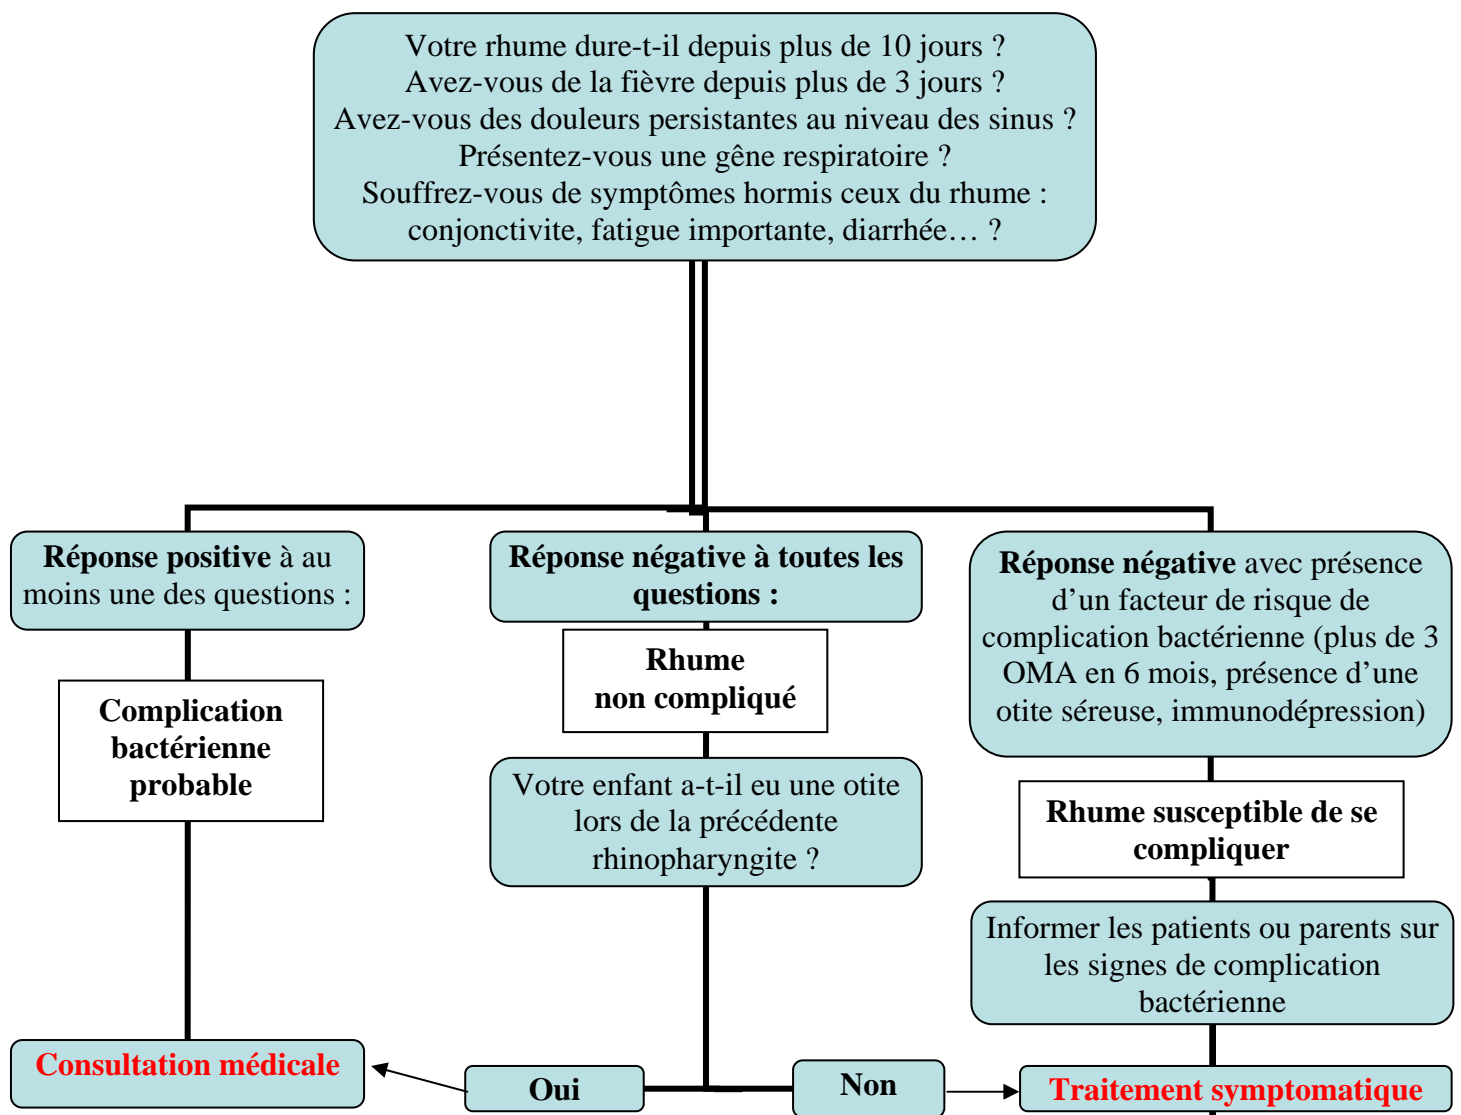 Votre rhume dure-t-il depuis plus de 10 jours ?
Avez-vous de la fièvre depuis plus de 3 jours ?
Avez-vous des douleurs persistantes au niveau des sinus ?
Présentez-vous une gêne respiratoire ?
Souffrez-vous de symptômes hormis ceux du rhume :
conjonctivite, fatigue importante, diarrhée… ?
Réponse positive à au
moins une des questions :
Complication
bactérienne
probable
Consultation médicale
Réponse négative à toutes les
questions :
Rhume
non compliqué
Votre enfant a-t-il eu une otite
lors de la précédente
rhinopharyngite ?
Oui
Non
Réponse négative avec présence
d’un facteur de risque de
complication bactérienne (plus de 3
OMA en 6 mois, présence d’une
otite séreuse, immunodépression)
Rhume susceptible de se
compliquer
Informer les patients ou parents sur
les signes de complication
bactérienne
Traitement symptomatique